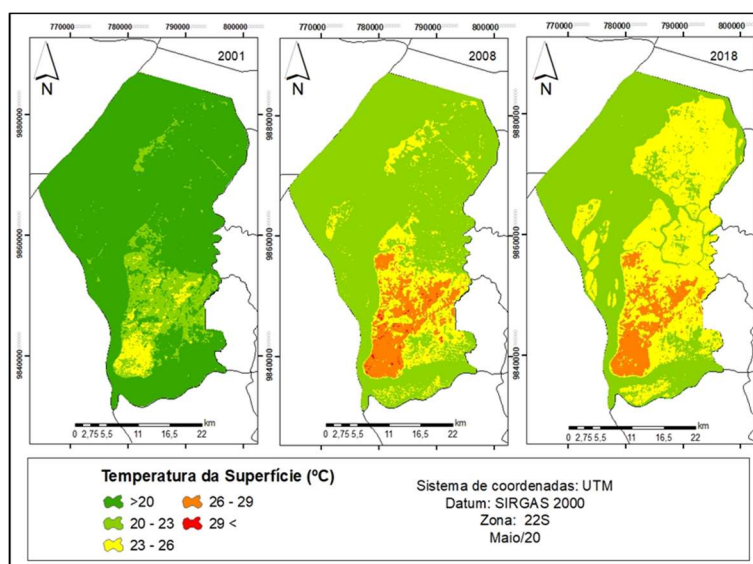 770000 780000 790000 800000
2001
N
9880000
9860000
9840000
km
0 2,75 5,5 11 16,5 22
780000 790000 800000
2008
N
9880000
9860000
9840000
km
0 2,75 5,5 11 16,5 22
770000 780000 790000 800000
2018
N
9880000
9860000
9840000
km
0 2,75 5,5 11 16,5 22
Temperatura da Superfície (ºC)
>20
20 - 23
23 - 26
26 - 29
29 <
Sistema de coordenadas: UTM
Datum: SIRGAS 2000
Zona: 22S
Maio/20